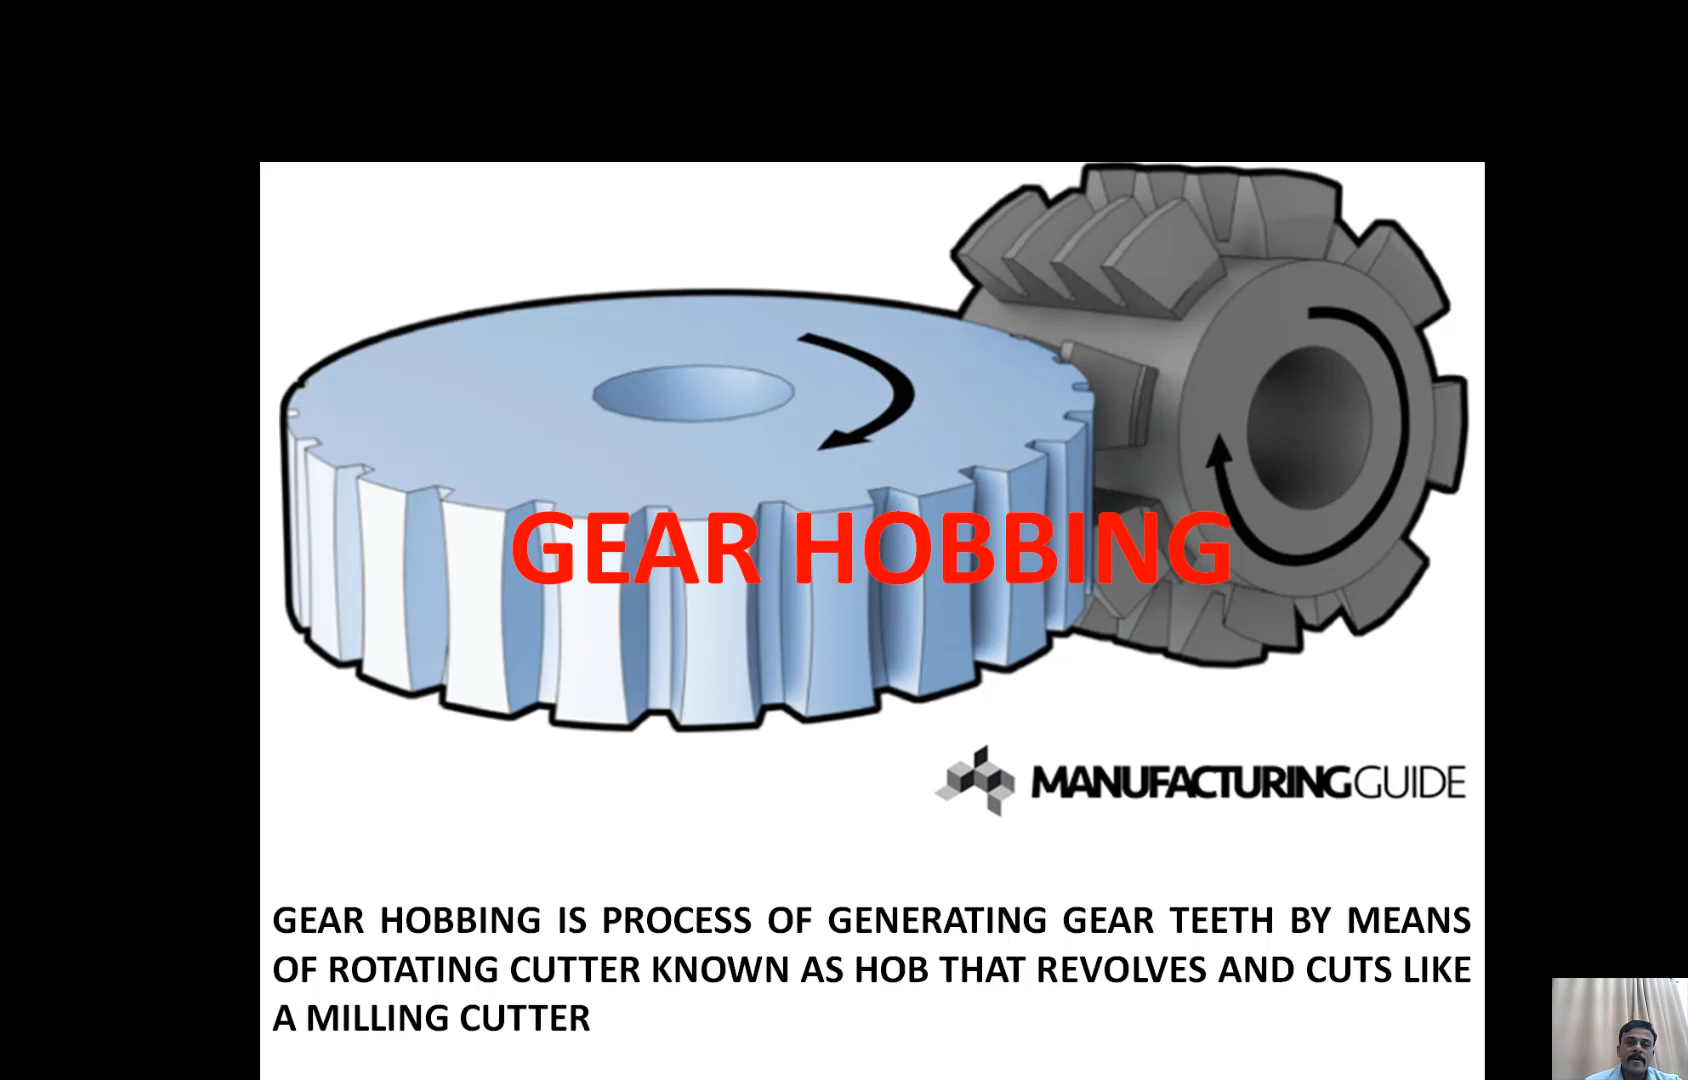 GEAR HOBBING
MANUFACTURINGGUIDE
GEAR HOBBING IS PROCESS OF GENERATING GEAR TEETH BY MEANS
OF ROTATING CUTTER KNOWN AS HOB THAT REVOLVES AND CUTS LIKE
A MILLING CUTTER